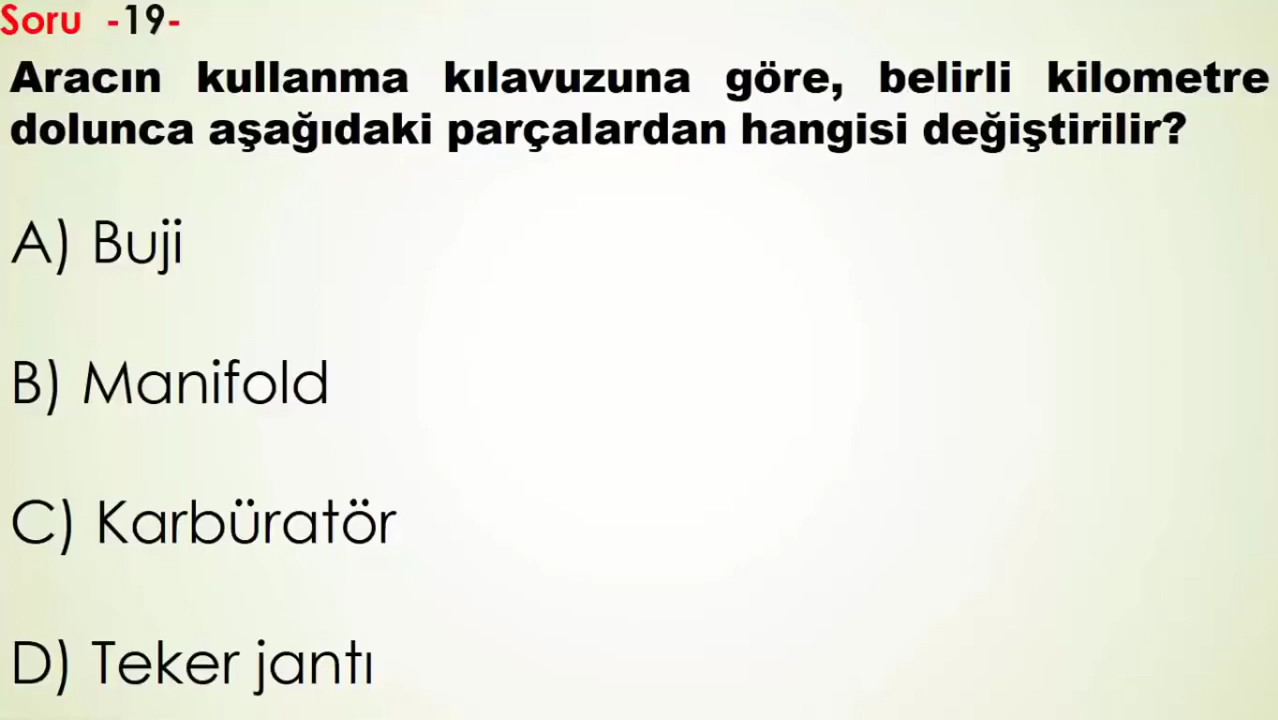 Soru -19-
Aracın kullanma kılavuzuna göre, belirli kilometre
dolunca aşağıdaki parçalardan hangisi değiştirilir?
A) Buji
B) Manifold
C) Karbüratör
D) Teker jantı